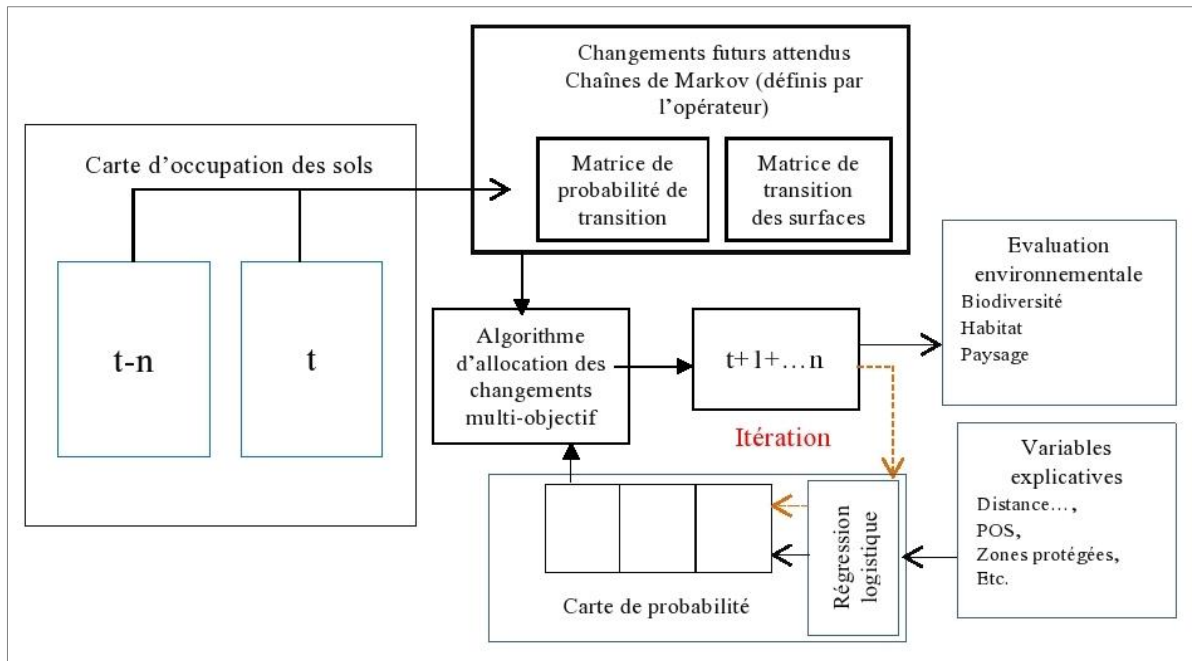 Changements futurs attendus
Chaînes de Markov (définis par
l'opérateur)
Carte d'occupation des sols
Matrice de
probabilité de
transition
Matrice de
transition
des surfaces
t-n
t
Evaluation
environnementale
Biodiversité
Habitat
Paysage
Algorithme
d'allocation des
changements
multi-objectif
t+1+...n
Itération
Variables
explicatives
Distance...,
POS,
Zones protégées,
Etc.
Régression
logistique
Carte de probabilité